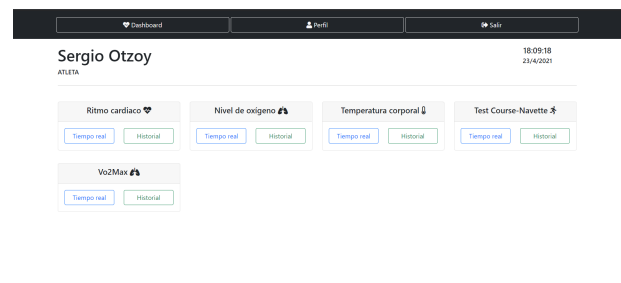 Dashboard Perfil Salir
Sergio Otzoy 18:09:18
ATLETA 23/4/2021
Ritmo cardiaco Nivel de oxígeno Temperatura corporal Test Course-Navette
Tiempo real Historial Tiempo real Historial Tiempo real Historial Tiempo real Historial
Vo2Max
Tiempo real Historial